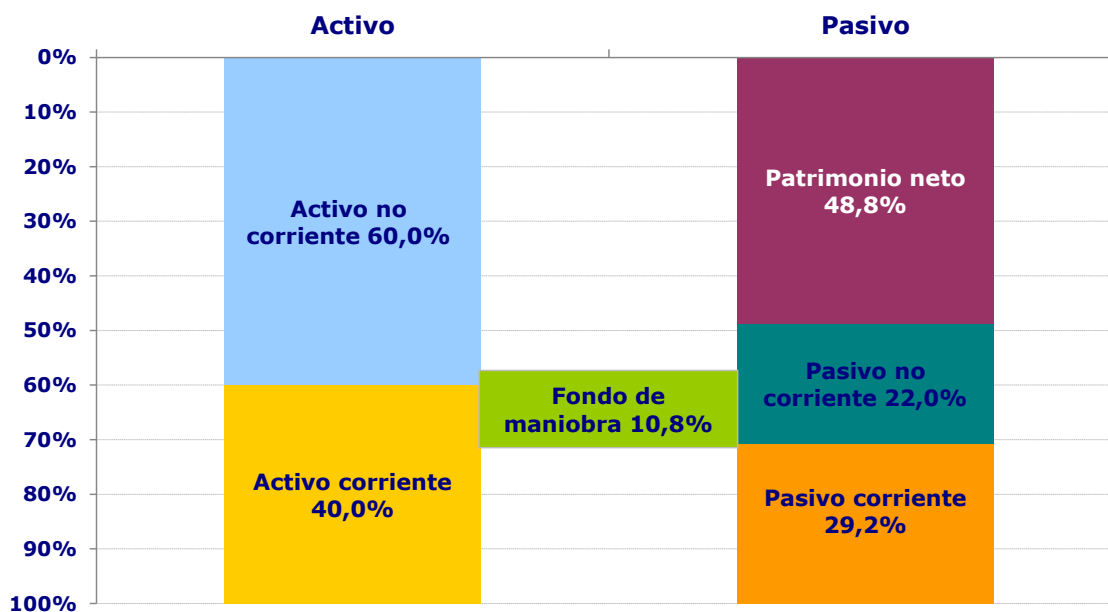 Activo
Pasivo
0%
10%
20%
30%
40%
50%
60%
70%
80%
90%
100%
Activo no
corriente 60,0%
Activo corriente
40,0%
Fondo de
maniobra 10,8%
Patrimonio neto
48,8%
Pasivo no
corriente 22,0%
Pasivo corriente
29,2%